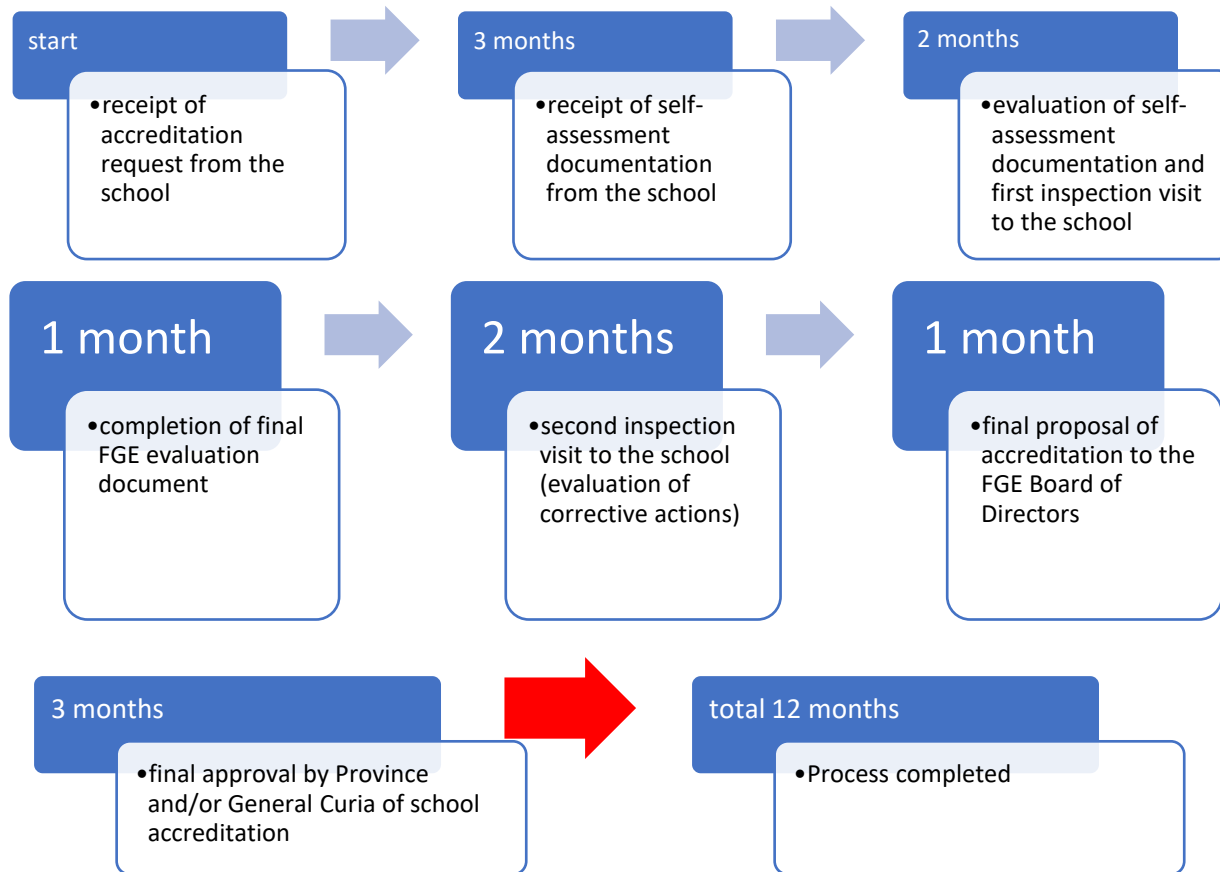 start
•receipt of
accreditation
request from the
school
3 months
•receipt of self-
assessment
documentation
from the school
2 months
•evaluation of self-
assessment
documentation and
first inspection visit
to the school
1 month
•completion of final
FGE evaluation
document
2 months
•second inspection
visit to the school
(evaluation of
corrective actions)
1 month
•final proposal of
accreditation to the
FGE Board of
Directors
3 months
•final approval by Province
and/or General Curia of school
accreditation
total 12 months
•Process completed